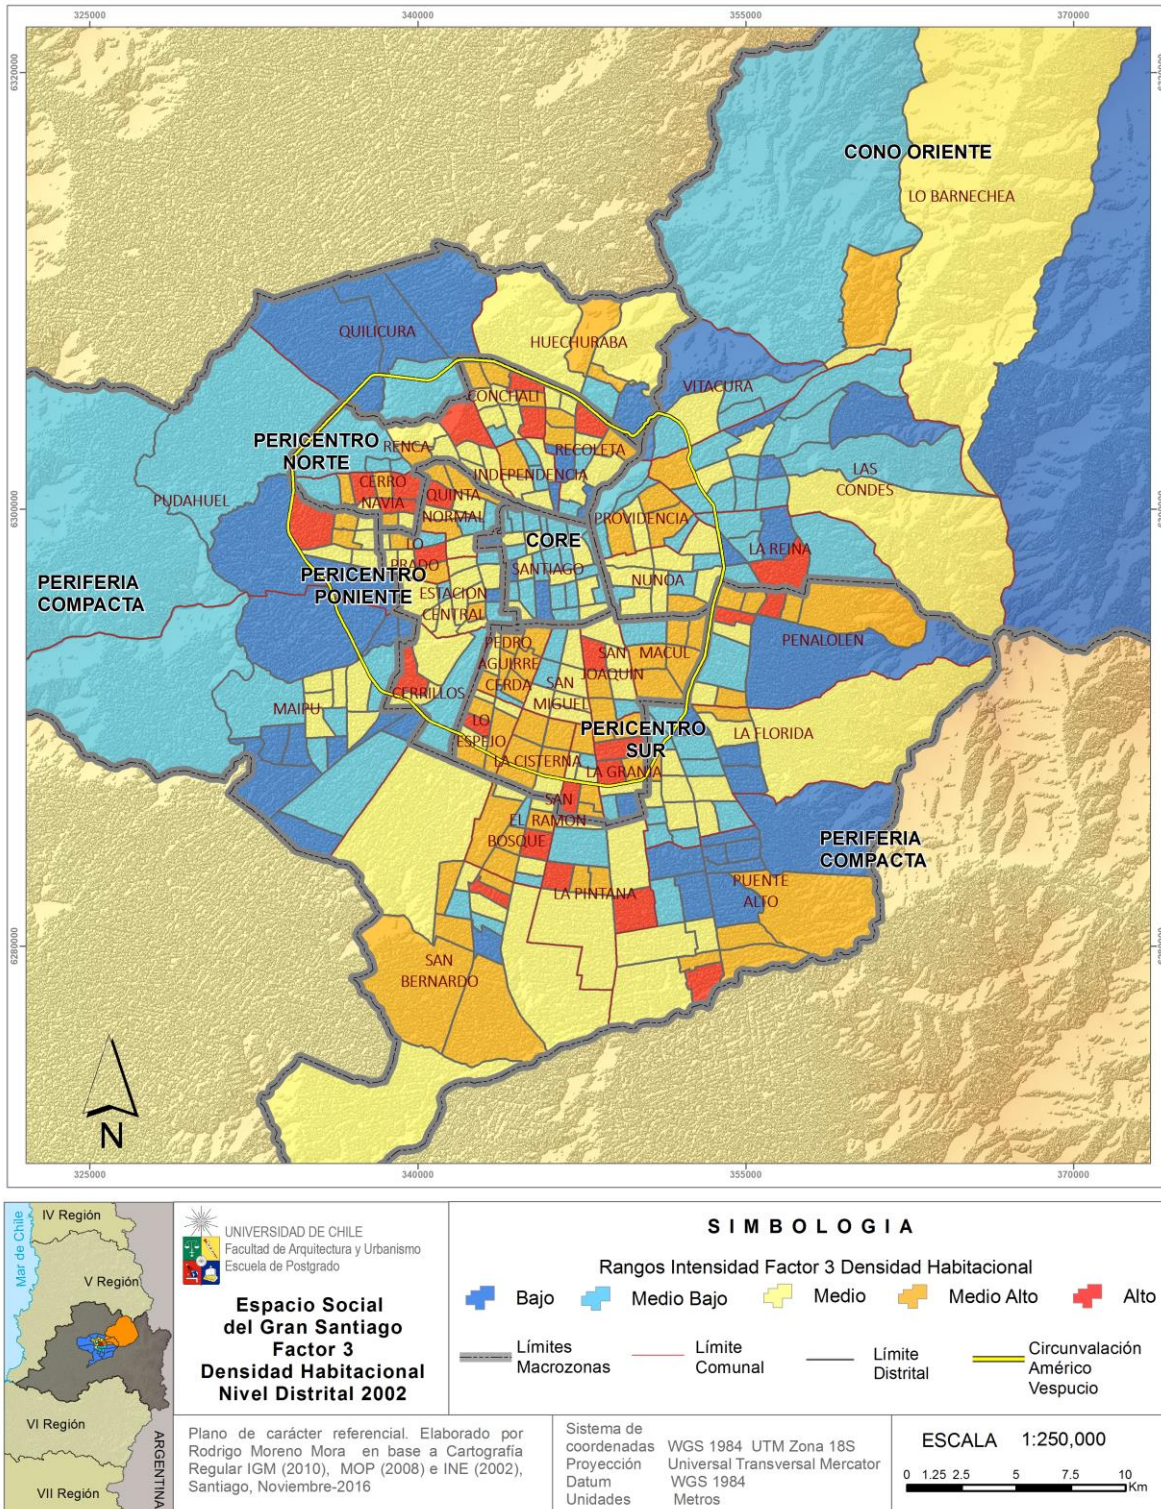 325000
340000
355000
370000
6320000
CONO ORIENTE
LO BARNECHEA
QUILICURA
HUECHURABA
VITACURA
CONCHALI
PERICENTRO
NORTE
RENCA
RECOLETA
INDEPENDENCIA
LAS
CONDES
CERRO
NAVIA
QUINTA
NORMAL
PUDAHUEL
6300000
PROVIDENCIA
CORE
LA REINA
LO
PRADO
SANTIAGO
PERIFERIA
COMPACTA
PERICENTRO
PONIENTE
ÑUÑOA
ESTACION
CENTRAL
PEDRO
AGUIRRE
CERDA
SAN
JOAQUIN
MACUL
PENALOLEN
CERRILLOS
SAN
MIGUEL
MAIPU
LO
ESPEJO
PERICENTRO
SUR
LA FLORIDA
LA CISTERNA
LA GRANJA
SAN
RAMON
EL
BOSQUE
PERIFERIA
COMPACTA
LA PINTANA
PUENTE
ALTO
6280000
SAN
BERNARDO
N
325000
340000
355000
370000
IV Región
Mar de Chile
V Región
VI Región
VII Región
ARGENTINA
UNIVERSIDAD DE CHILE
Facultad de Arquitectura y Urbanismo
Escuela de Postgrado
Espacio Social
del Gran Santiago
Factor 3
Densidad Habitacional
Nivel Distrital 2002
SIMBOLOGIA
Rangos Intensidad Factor 3 Densidad Habitacional
Bajo
Medio Bajo
Medio
Medio Alto
Alto
Límites
Macrozonas
Límite
Comunal
Límite
Distrital
Circunvalación
Américo
Vespucio
Plano de carácter referencial. Elaborado por
Rodrigo Moreno Mora en base a Cartografía
Regular IGM (2010), MOP (2008) e INE (2002),
Santiago, Noviembre-2016
Sistema de
coordenadas WGS 1984 UTM Zona 18S
Proyección Universal Transversal Mercator
Datum WGS 1984
Unidades Metros
ESCALA 1:250,000
0 1.25 2.5 5 7.5 10
Km